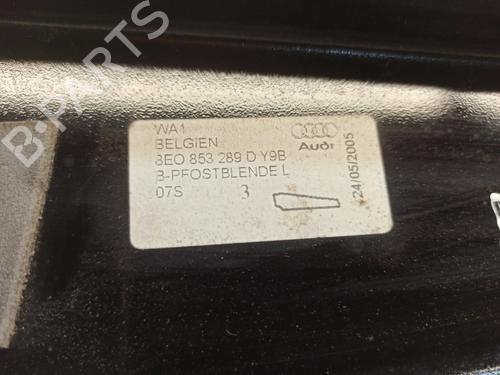 B-PARTS
WA1
BELGIEN
8E0 853 289 D Y9B
B-PFOSTBLENDE L
07S 3
Audi
24/05/2005